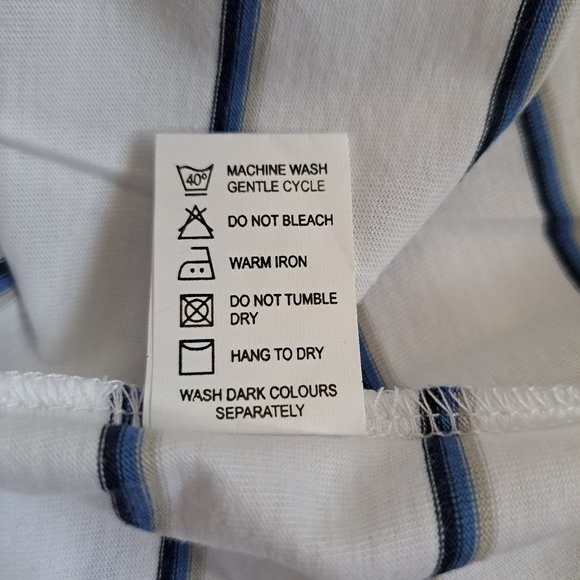 40°
MACHINE WASH
GENTLE CYCLE
DO NOT BLEACH
WARM IRON
DO NOT TUMBLE
DRY
HANG TO DRY
WASH DARK COLOURS
SEPARATELY